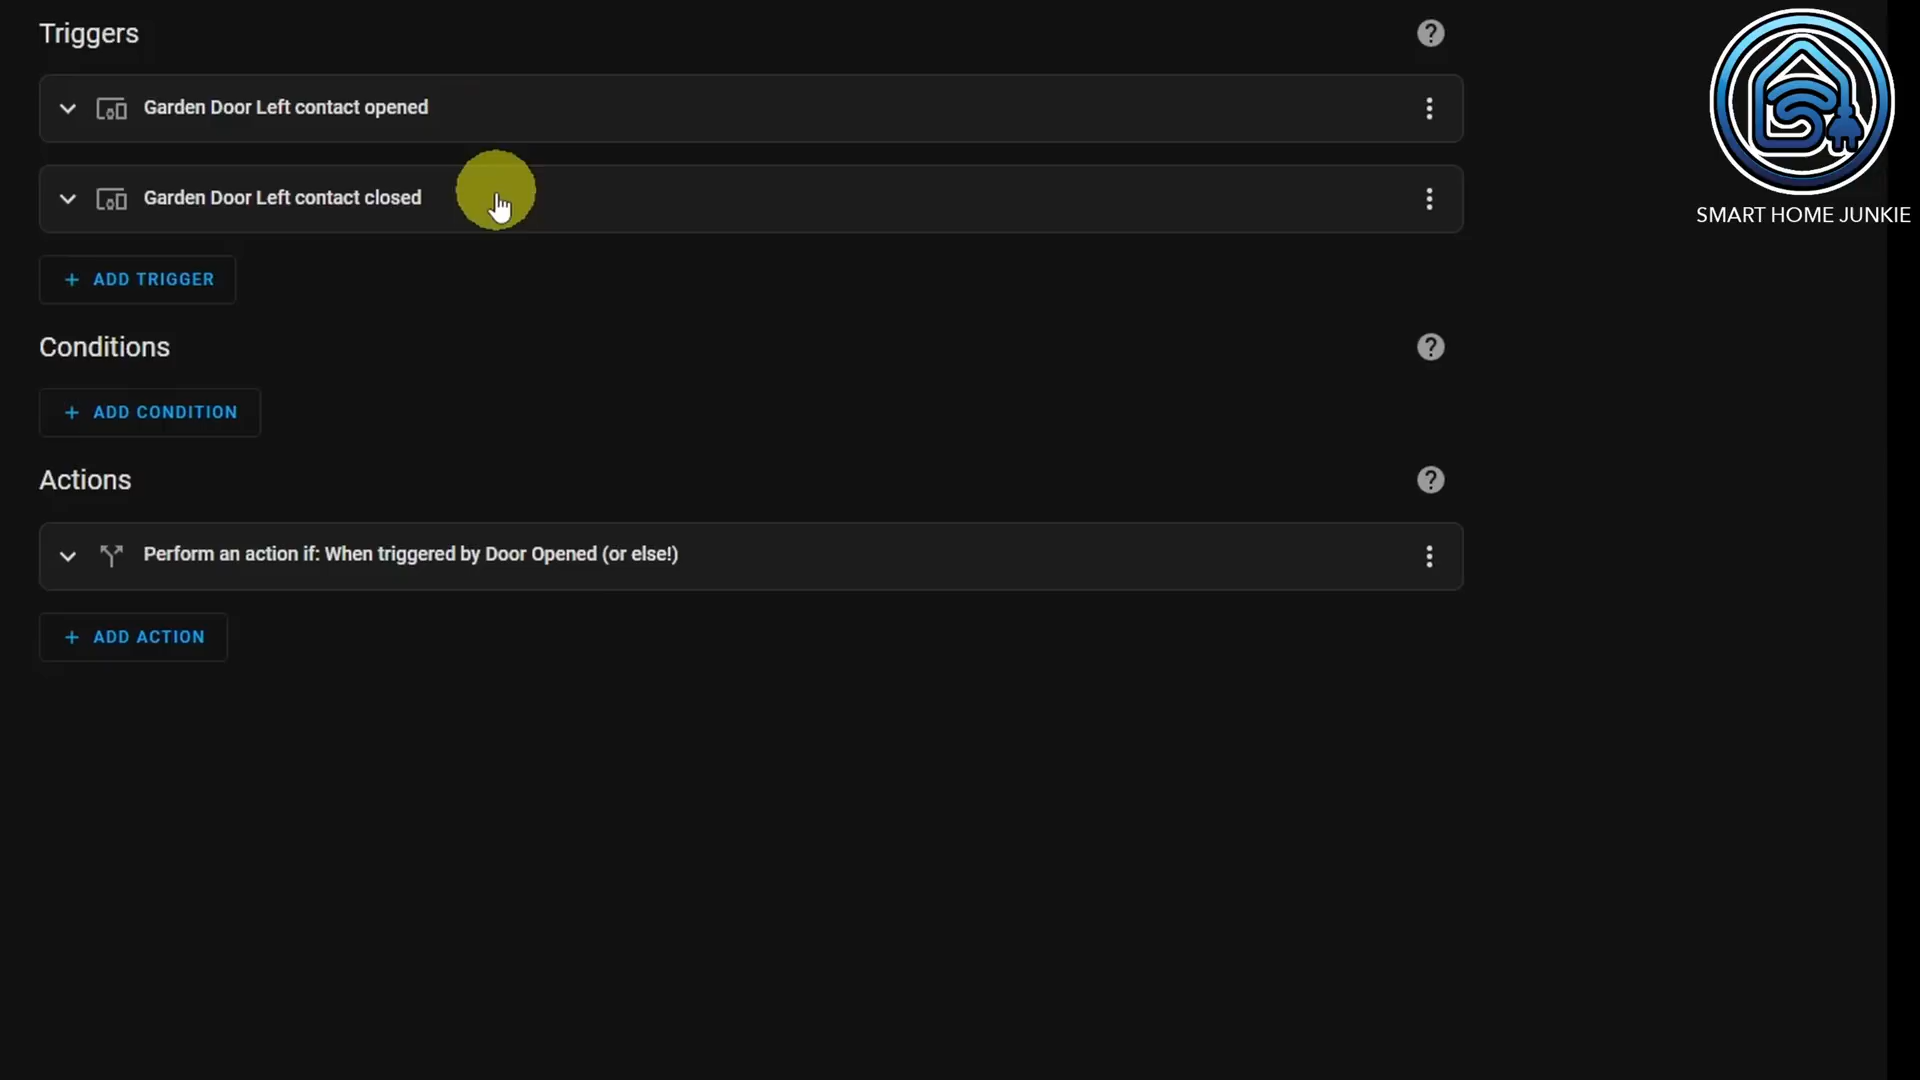 Triggers
Garden Door Left contact opened
Garden Door Left contact closed
+ ADD TRIGGER
Conditions
+ ADD CONDITION
Actions
Perform an action if: When triggered by Door Opened (or else!)
+ ADD ACTION
SMART HOME JUNKIE